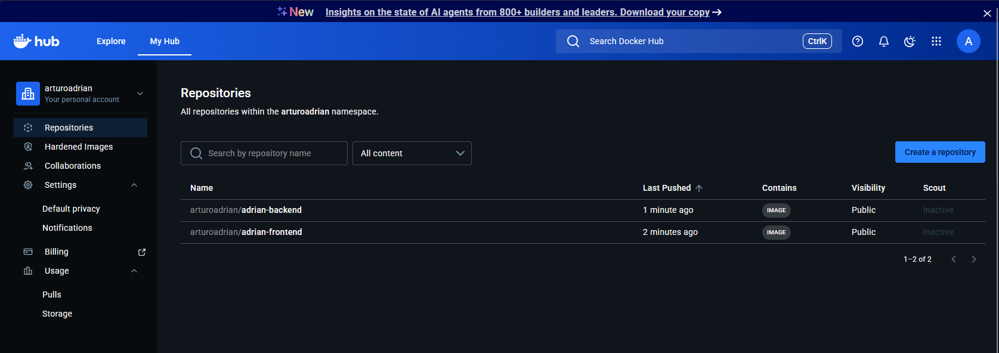 New Insights on the state of AI agents from 800+ builders and leaders. Download your copy →
hub
Explore
My Hub
Search Docker Hub
CtrlK
A
arturoadrian
Your personal account
Repositories
Hardened Images
Collaborations
Settings
Default privacy
Notifications
Billing
Usage
Pulls
Storage
Repositories
All repositories within the arturoadrian namespace.
Search by repository name
All content
Create a repository
Name Last Pushed ↑ Contains Visibility Scout
arturoadrian/adrian-backend 1 minute ago IMAGE Public Inactive
arturoadrian/adrian-frontend 2 minutes ago IMAGE Public Inactive
1–2 of 2